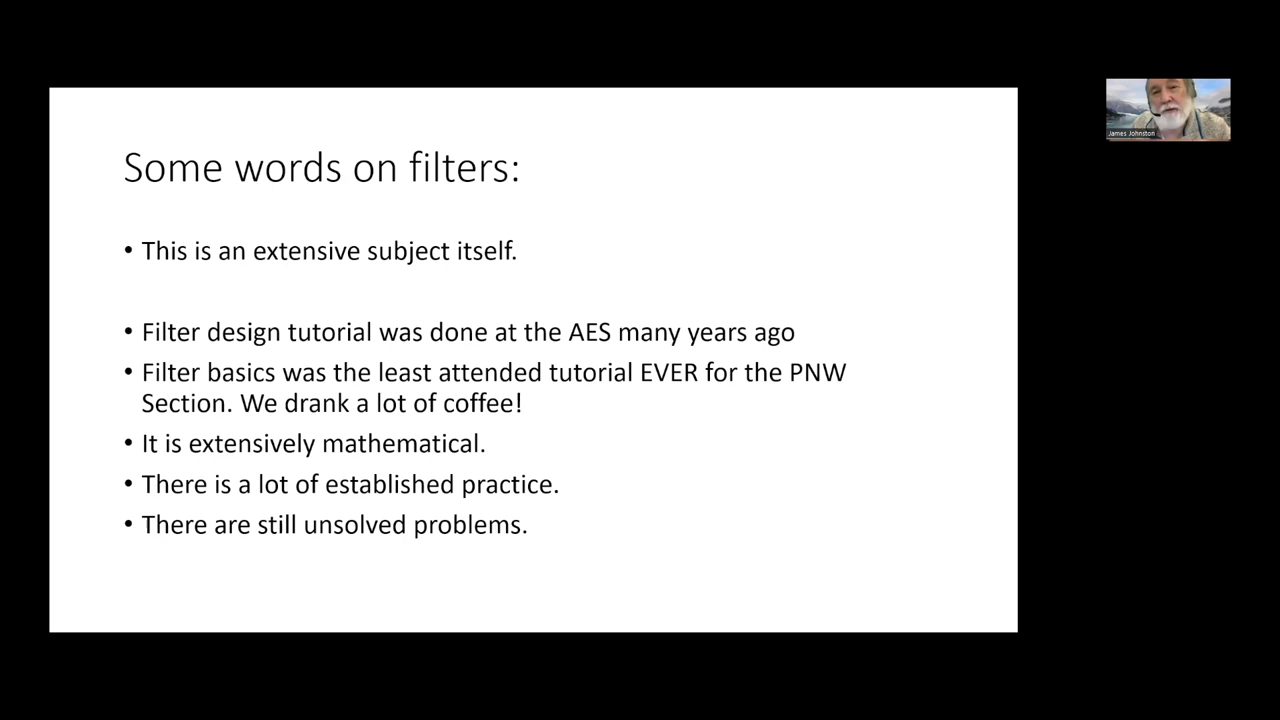 Some words on filters:
• This is an extensive subject itself.
• Filter design tutorial was done at the AES many years ago
• Filter basics was the least attended tutorial EVER for the PNW
Section. We drank a lot of coffee!
• It is extensively mathematical.
• There is a lot of established practice.
• There are still unsolved problems.
James Johnston